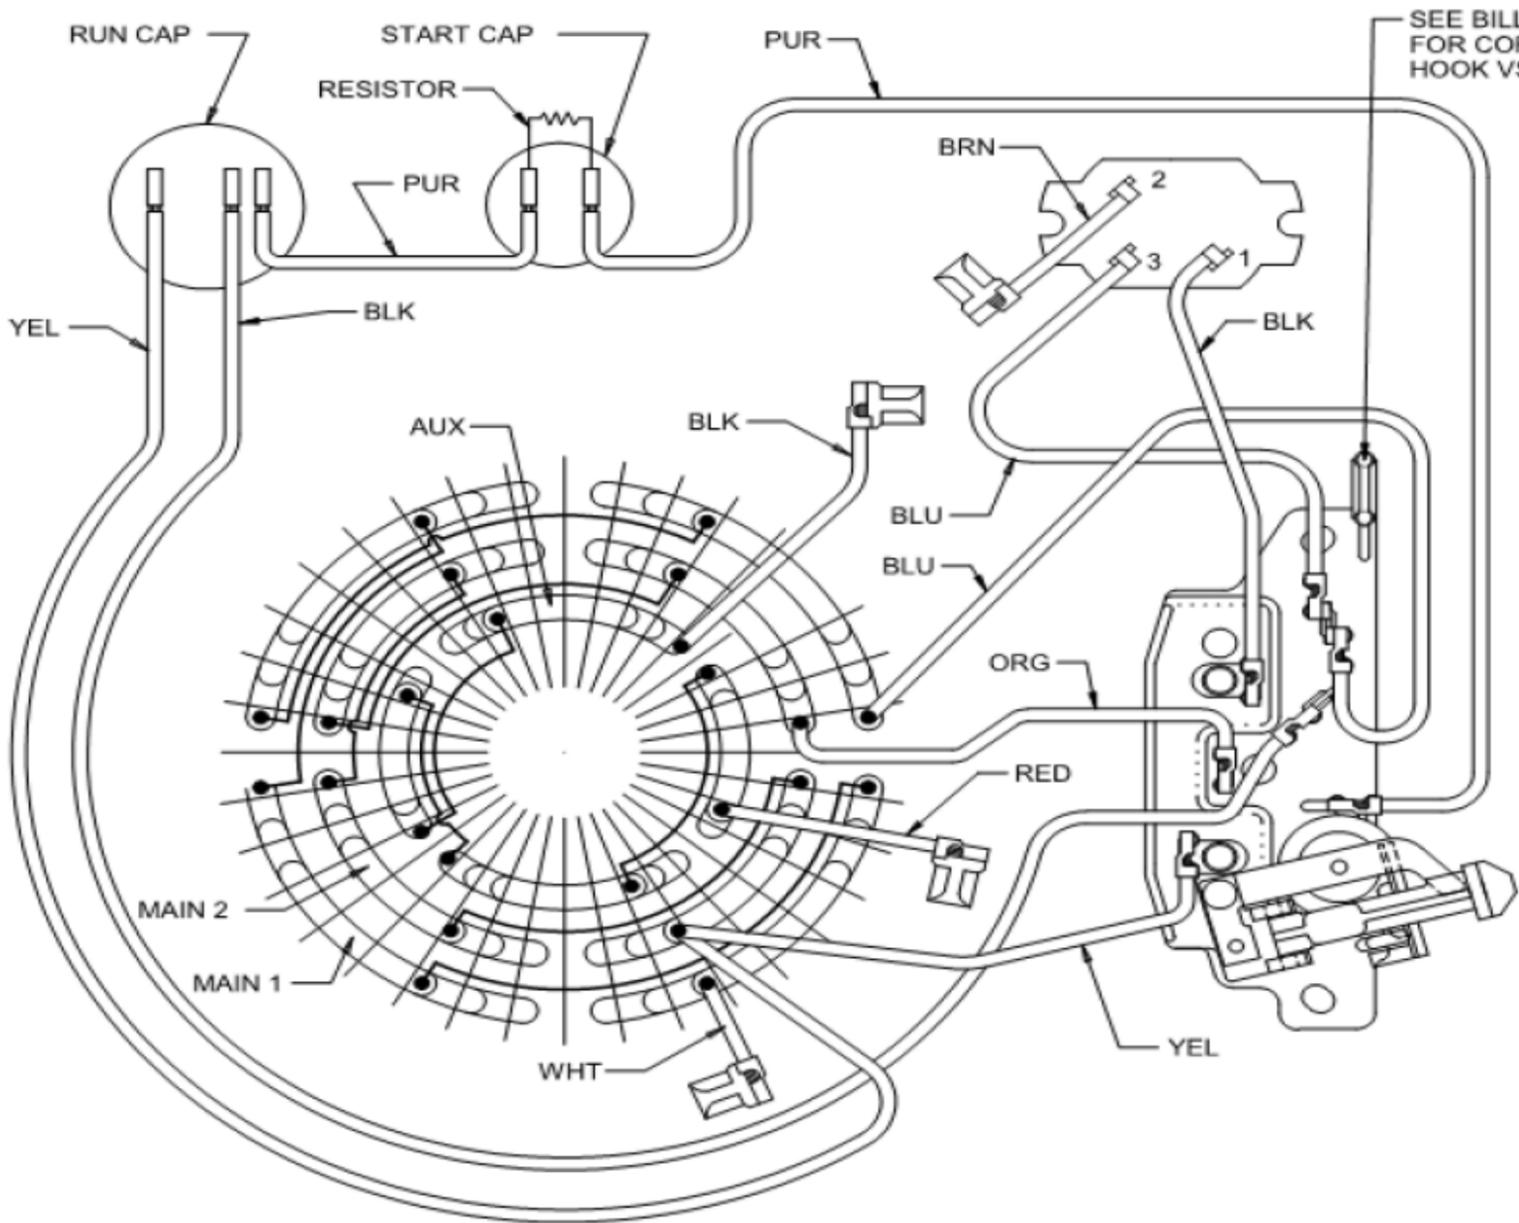 RUN CAP
START CAP
PUR
SEE BILL
FOR
HOOK
RESISTOR
BRN
2
PUR
3
1
YEL
BLK
BLK
AUX
BLK
BLU
BLU
ORG
RED
MAIN 2
MAIN 1
WHT
YEL